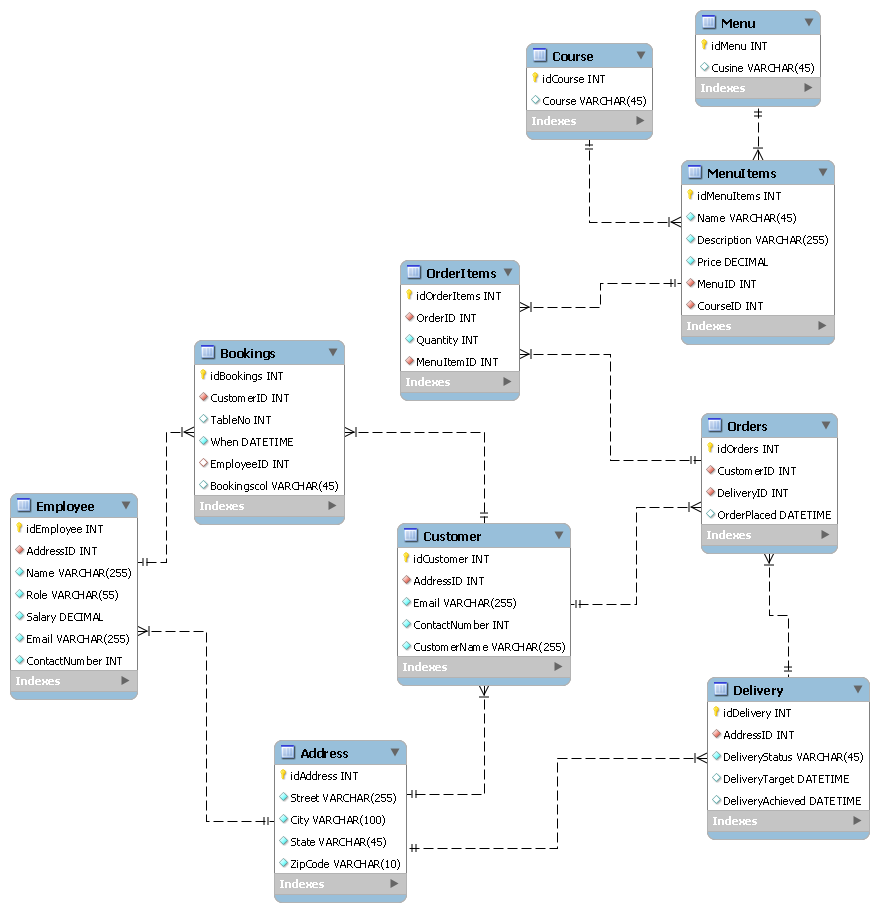 Menu
idMenu INT
Cusine VARCHAR(45)
Indexes
Course
idCourse INT
Course VARCHAR(45)
Indexes
MenuItems
idMenuItems INT
Name VARCHAR(45)
Description VARCHAR(255)
Price DECIMAL
MenuID INT
CourseID INT
Indexes
OrderItems
idOrderItems INT
OrderID INT
Quantity INT
MenuItemID INT
Indexes
Bookings
idBookings INT
CustomerID INT
TableNo INT
When DATETIME
EmployeeID INT
Bookingscol VARCHAR(45)
Indexes
Orders
idOrders INT
CustomerID INT
DeliveryID INT
OrderPlaced DATETIME
Indexes
Employee
idEmployee INT
AddressID INT
Name VARCHAR(255)
Role VARCHAR(55)
Salary DECIMAL
Email VARCHAR(255)
ContactNumber INT
Indexes
Customer
idCustomer INT
AddressID INT
Email VARCHAR(255)
ContactNumber INT
CustomerName VARCHAR(255)
Indexes
Delivery
idDelivery INT
AddressID INT
DeliveryStatus VARCHAR(45)
DeliveryTarget DATETIME
DeliveryAchieved DATETIME
Indexes
Address
idAddress INT
Street VARCHAR(255)
City VARCHAR(100)
State VARCHAR(45)
ZipCode VARCHAR(10)
Indexes